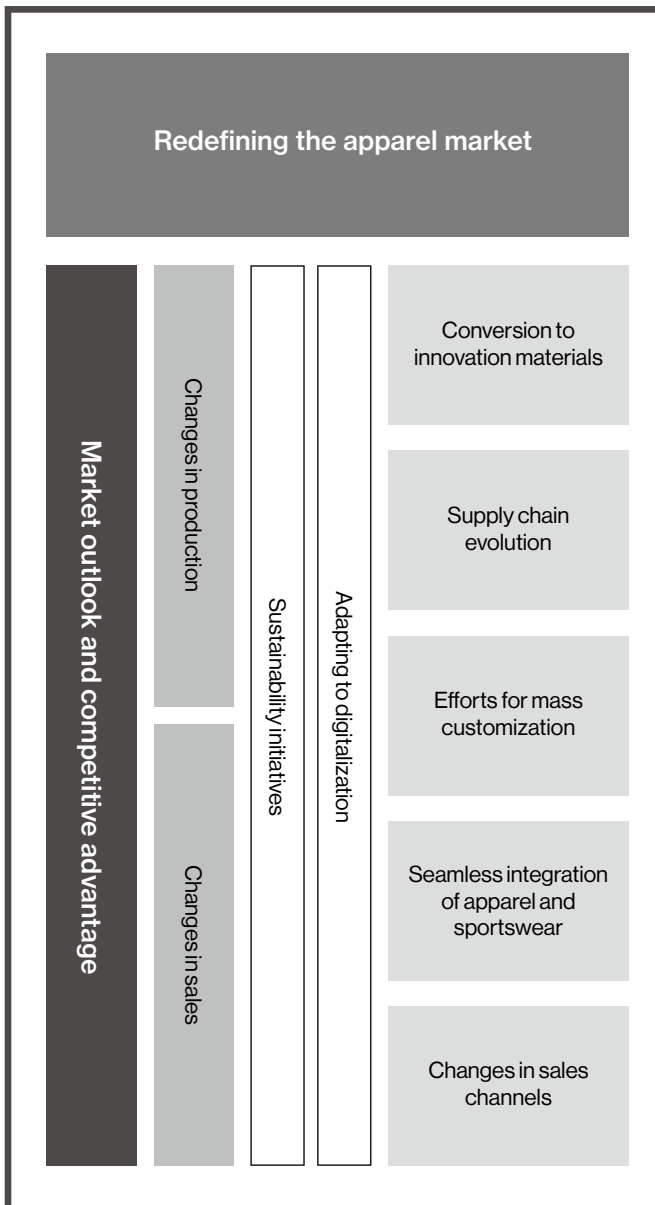 Redefining the apparel market
Market outlook and competitive advantage
Changes in production
Changes in sales
Sustainability initiatives
Adapting to digitalization
Conversion to
innovation materials
Supply chain
evolution
Efforts for mass
customization
Seamless integration
of apparel and
sportswear
Changes in sales
channels